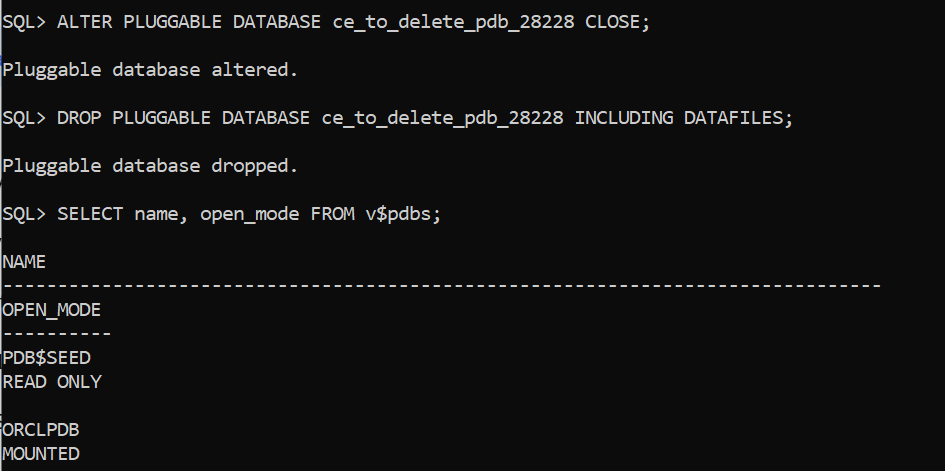 SQL> ALTER PLUGGABLE DATABASE ce_to_delete_pdb_28228 CLOSE;
Pluggable database altered.
SQL> DROP PLUGGABLE DATABASE ce_to_delete_pdb_28228 INCLUDING DATAFILES;
Pluggable database dropped.
SQL> SELECT name, open_mode FROM v$pdbs;
NAME
--------------------------------------------------------------------------------
OPEN_MODE
----------
PDB$SEED
READ ONLY
ORCLPDB
MOUNTED